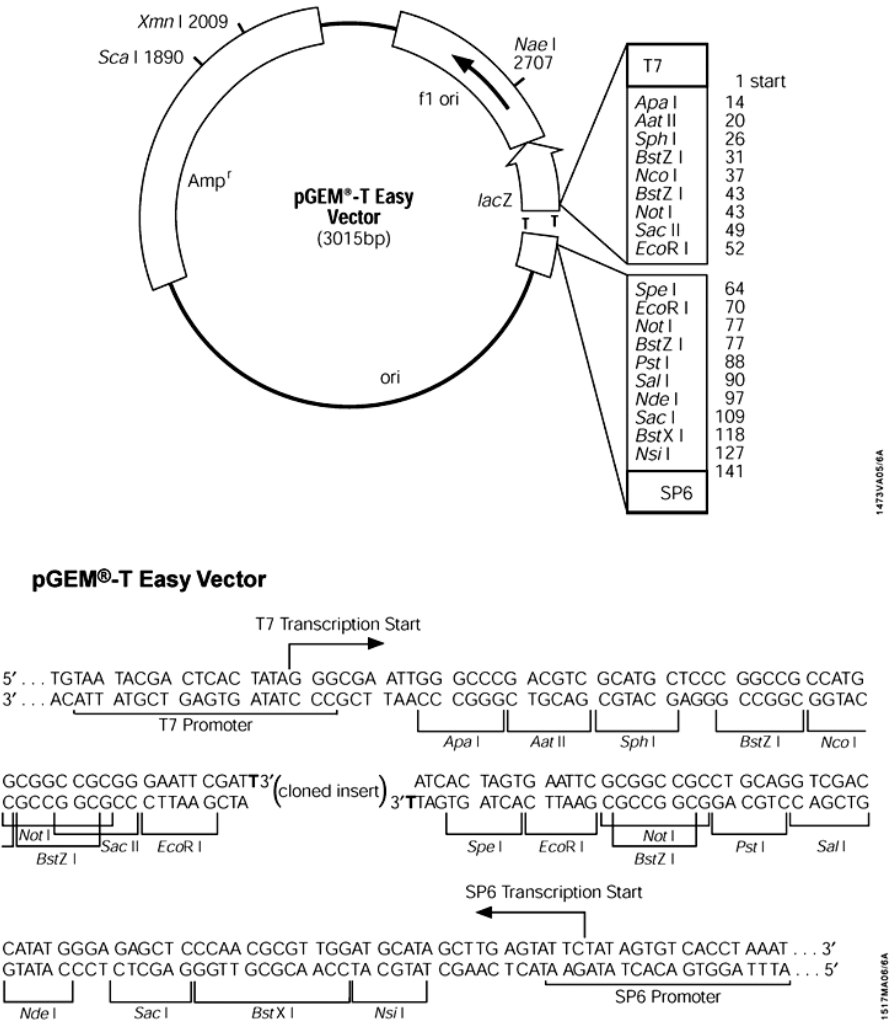 Xmn I 2009
Sca I 1890
Nae I
2707
f1 ori
Ampʳ
pGEM®-T Easy
Vector
(3015bp)
lacZ
T T
ori
T7
1 start
Apa I 14
Aat II 20
Sph I 26
BstZ I 31
Nco I 37
BstZ I 43
Not I 43
Sac II 49
EcoR I 52
Spe I 64
EcoR I 70
Not I 77
BstZ I 77
Pst I 88
Sal I 90
Nde I 97
Sac I 109
BstX I 118
Nsi I 127
141
SP6
1473VA05/6A
pGEM®-T Easy Vector
T7 Transcription Start
5′ . . . TGTAA TACGA CTCAC TATAG GGCGA ATTGG GCCCG ACGTC GCATG CTCCC GGCCG CCATG
3′ . . . ACATT ATGCT GAGTG ATATC CCGCT TAACC CGGGC TGCAG CGTAC GAGGG CCGGC GGTAC
T7 Promoter
Apa I Aat II Sph I BstZ I Nco I
GCGGC CGCGG GAATT CGATT3′ (cloned insert) ATCAC TAGTG AATTC GCGGC CGCCT GCAGG TCGAC
CGCCG GCGCC CTTAA GCTA 3′TTAGTG ATCAC TTAAG CGCCG GCGGA CGTCC AGCTG
Not I Sac II EcoR I Spe I EcoR I Not I Pst I Sal I
BstZ I BstZ I
SP6 Transcription Start
CATAT GGGA GAGCT CCCAA CGCGT TGGAT GCATA GCTTG AGTAT TCTAT AGTGT CACCT AAAT . . . 3′
GTATA CCCT CTCGAG GGTT GCGCA ACCTA CGTAT CGAAC TCATA AGATA TCACA GTGGA TTTA . . . 5′
Nde I Sac I BstX I Nsi I SP6 Promoter
1517MA06/6A